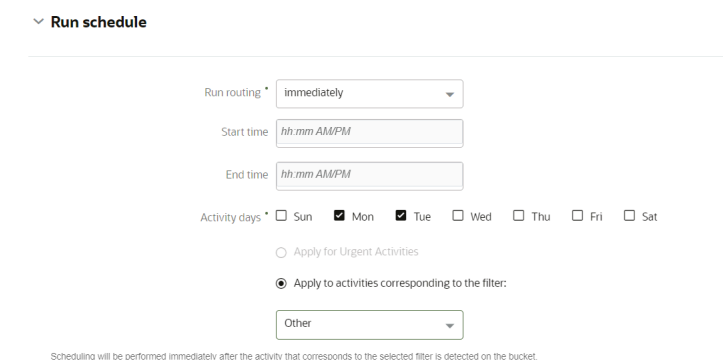 Run schedule
Run routing * immediately
Start time hh:mm AM/PM
End time hh:mm AM/PM
Activity days * Sun Mon Tue Wed Thu Fri Sat
Apply for Urgent Activities
Apply to activities corresponding to the filter:
Other
Scheduling will be performed immediately after the activity that corresponds to the selected filter is detected on the bucket.